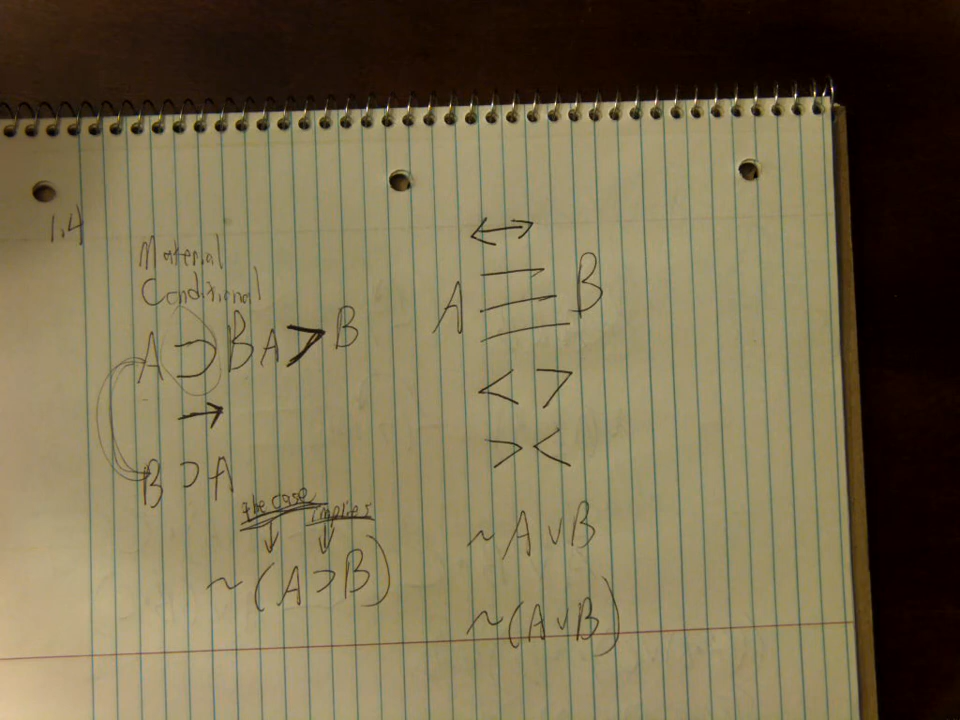 1.4
Material
Conditional
A ⊃ B A > B
→
B ⊃ A
the case implies
↓ ↓
~(A ⊃ B)
↔
A ≡ B
< >
> <
~A ∨ B
~(A ∨ B)